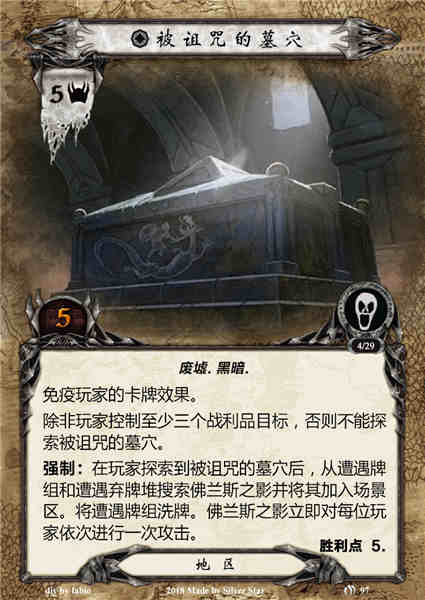 被诅咒的墓穴
5
5
4/29
废墟. 黑暗.
免疫玩家的卡牌效果。
除非玩家控制至少三个战利品目标，否则不能探
索被诅咒的墓穴。
强制：在玩家探索到被诅咒的墓穴后，从遭遇牌
组和遭遇弃牌堆搜索佛兰斯之影并将其加入场景
区。将遭遇牌组洗牌。佛兰斯之影立即对每位玩
家依次进行一次攻击。
胜利点 5.
地区
diy by fabio
2018 Made by Silver Star
97